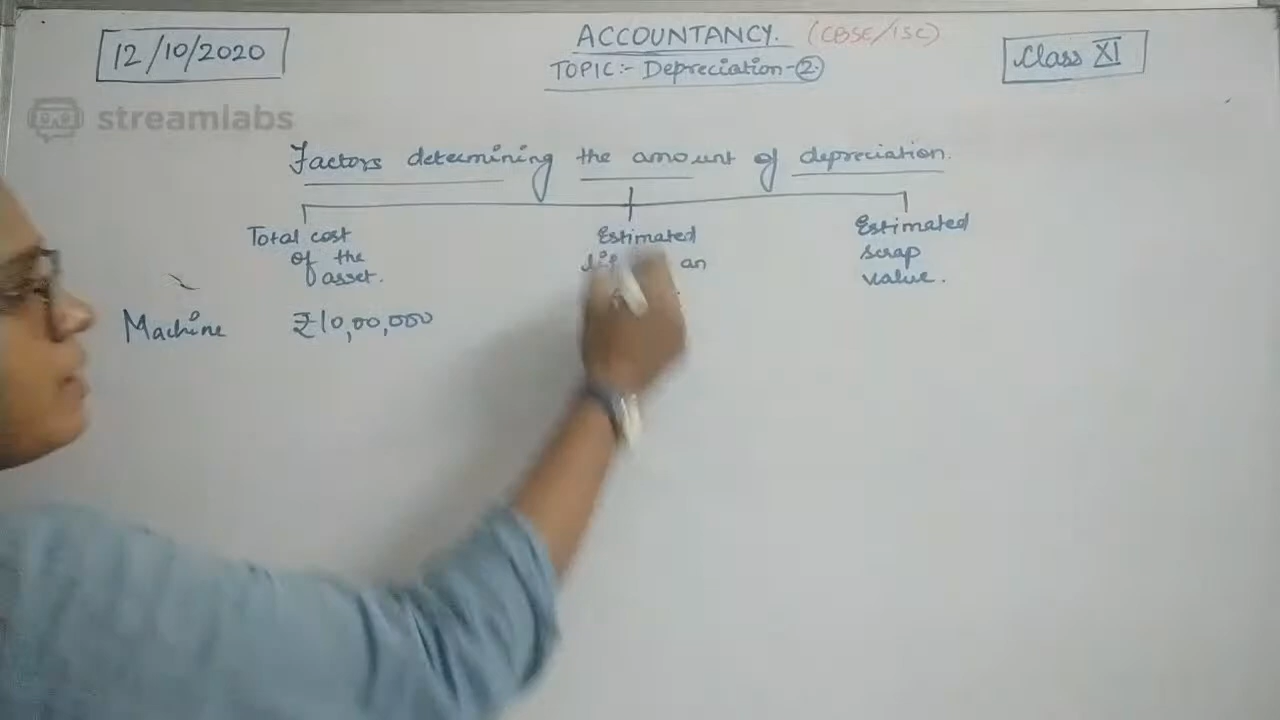 12/10/2020
ACCOUNTANCY. (CBSE/ISC)
TOPIC:- Depreciation-②
Class XI
streamlabs
Factors determining the amount of depreciation.
Total cost
of the
asset.
Estimated
an
Estimated
scrap
value.
Machine ₹10,00,000